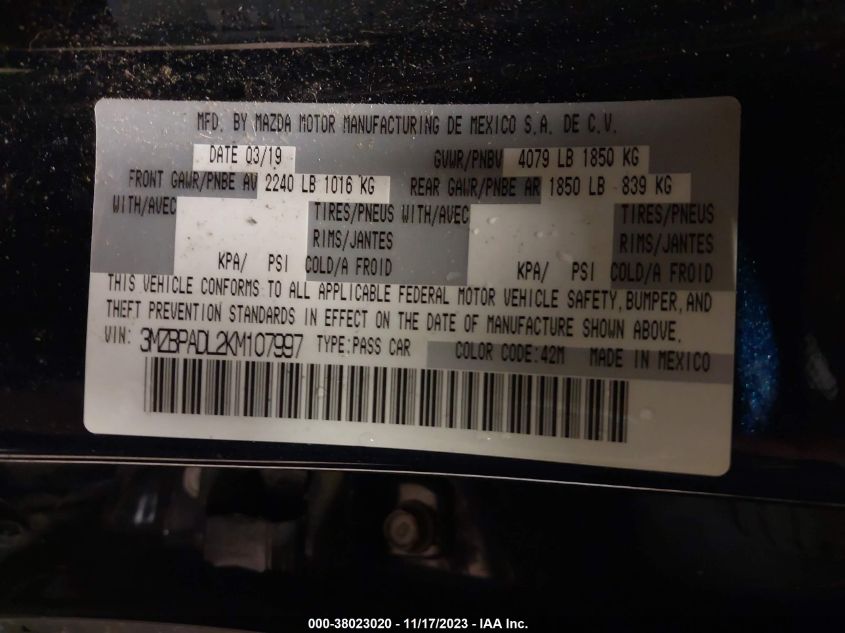 MFD. BY MAZDA MOTOR MANUFACTURING DE MEXICO S.A. DE C.V.
DATE 03/19 GVWR/PNBV 4079 LB 1850 KG
FRONT GAWR/PNBE AV 2240 LB 1016 KG REAR GAWR/PNBE AR 1850 LB 839 KG
WITH/AVEC TIRES/PNEUS WITH/AVEC TIRES/PNEUS
RIMS/JANTES RIMS/JANTES
KPA/ PSI COLD/A FROID KPA/ PSI COLD/A FROID
THIS VEHICLE CONFORMS TO ALL APPLICABLE FEDERAL MOTOR VEHICLE SAFETY, BUMPER, AND
THEFT PREVENTION STANDARDS IN EFFECT ON THE DATE OF MANUFACTURE SHOWN ABOVE.
VIN: 3MZBPADL2KM107997 TYPE:PASS CAR COLOR CODE:42M MADE IN MEXICO
000-38023020 - 11/17/2023 - IAA Inc.